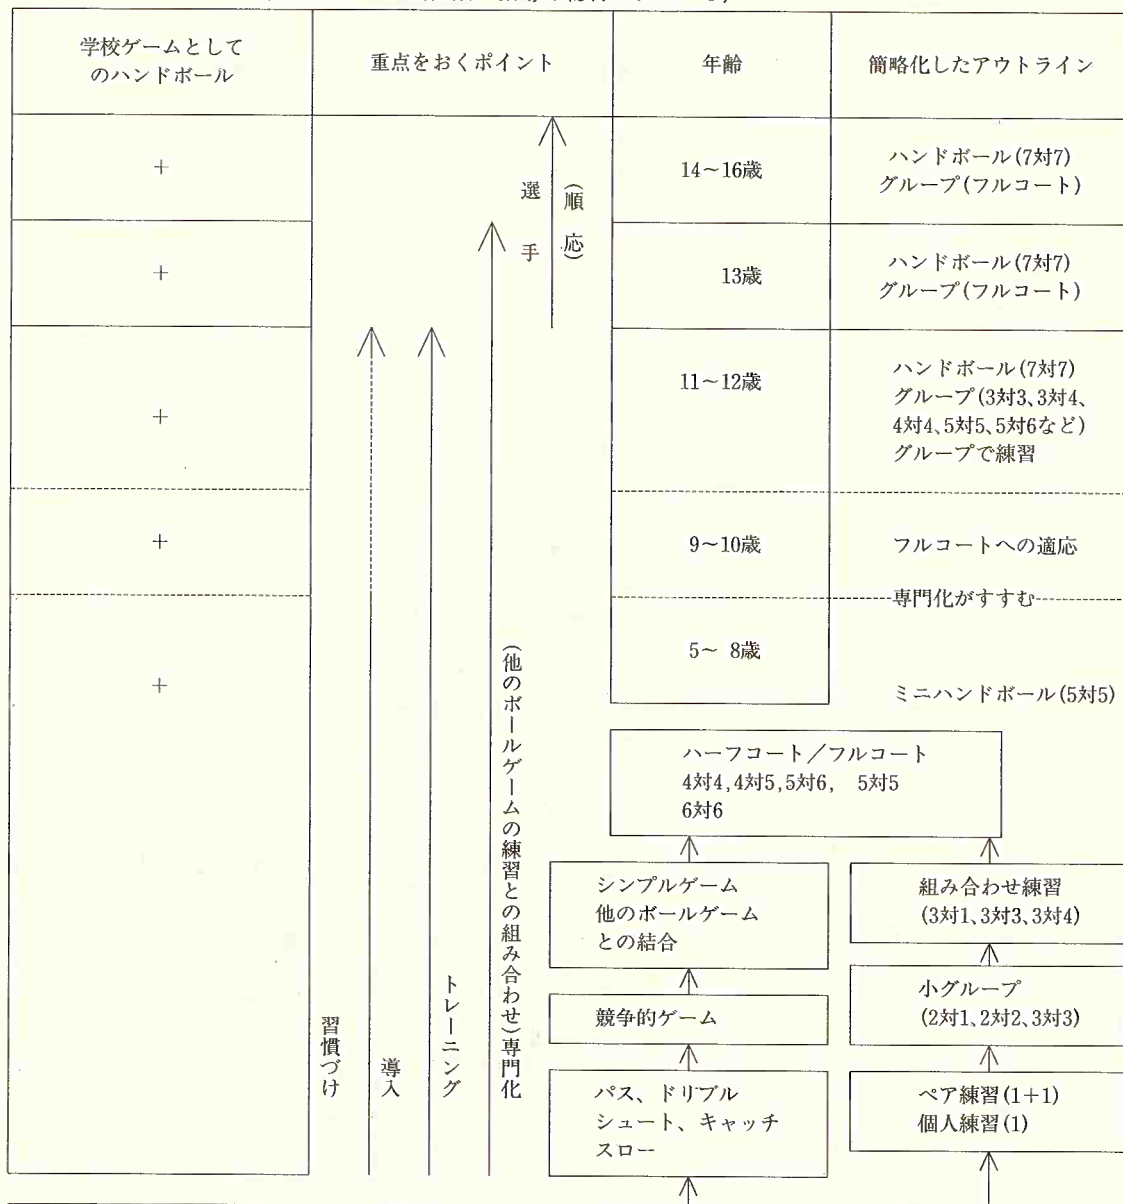 学校ゲームとして
のハンドボール
重点をおくポイント
年齢
簡略化したアウトライン
+
選手
(順応)
14~16歳
ハンドボール(7対7)
グループ(フルコート)
+
13歳
ハンドボール(7対7)
グループ(フルコート)
+
11~12歳
ハンドボール(7対7)
グループ(3対3、3対4、
4対4、5対5、5対6など)
グループで練習
+
9~10歳
フルコートへの適応
専門化がすすむ
+
5~ 8歳
ミニハンドボール(5対5)
習慣づけ
導入
トレーニング
(他のボールゲームの練習との組み合わせ)専門化
ハーフコート/フルコート
4対4,4対5,5対6, 5対5
6対6
シンプルゲーム
他のボールゲーム
との結合
組み合わせ練習
(3対1、3対3、3対4)
競争的ゲーム
小グループ
(2対1、2対2、3対3)
パス、ドリブル
シュート、キャッチ
スロー
ペア練習(1+1)
個人練習(1)